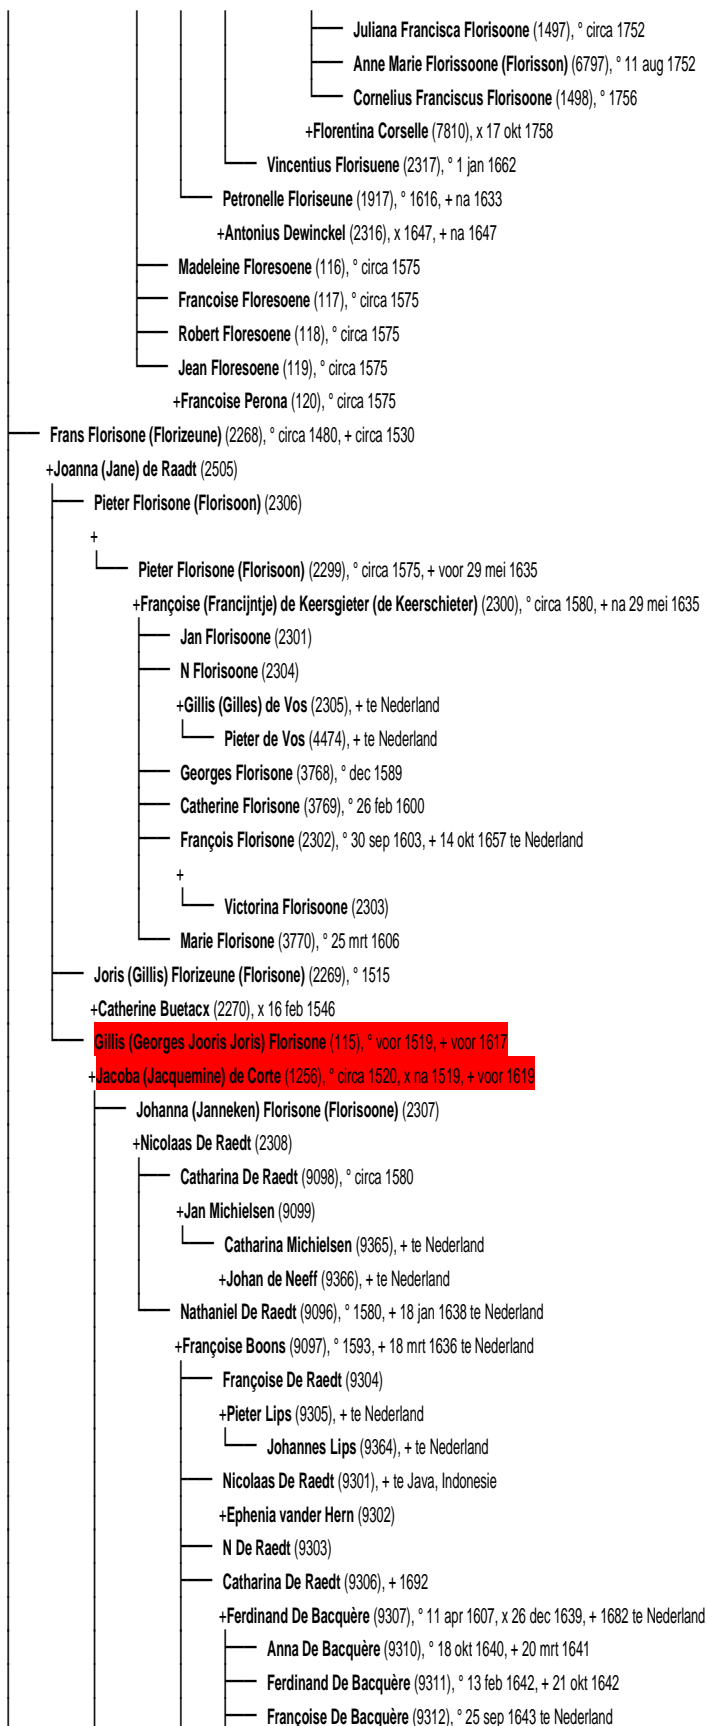 Juliana Francisca Florisoone (1497), ° circa 1752
Anne Marie Florissoone (Florisson) (6797), ° 11 aug 1752
Cornelius Franciscus Florisoone (1498), ° 1756
+Florentina Corselle (7810), x 17 okt 1758
Vincentius Florisuene (2317), ° 1 jan 1662
Petronelle Floriseune (1917), ° 1616, + na 1633
+Antonius Dewinckel (2316), x 1647, + na 1647
Madeleine Floresoene (116), ° circa 1575
Francoise Floresoene (117), ° circa 1575
Robert Floresoene (118), ° circa 1575
Jean Floresoene (119), ° circa 1575
+Francoise Perona (120), ° circa 1575
Frans Florisone (Florizeune) (2268), ° circa 1480, + circa 1530
+Joanna (Jane) de Raadt (2505)
Pieter Florisone (Florisoon) (2306)
+
Pieter Florisone (Florisoon) (2299), ° circa 1575, + voor 29 mei 1635
+Françoise (Francijntje) de Keersgieter (de Keerschieter) (2300), ° circa 1580, + na 29 mei 1635
Jan Florisoone (2301)
N Florisoone (2304)
+Gillis (Gilles) de Vos (2305), + te Nederland
Pieter de Vos (4474), + te Nederland
Georges Florisone (3768), ° dec 1589
Catherine Florisone (3769), ° 26 feb 1600
François Florisone (2302), ° 30 sep 1603, + 14 okt 1657 te Nederland
+
Victorina Florisoone (2303)
Marie Florisone (3770), ° 25 mrt 1606
Joris (Gillis) Florizeune (Florisone) (2269), ° 1515
+Catherine Buetacx (2270), x 16 feb 1546
Gillis (Georges Jooris Joris) Florisone (115), ° voor 1519, + voor 1617
+Jacoba (Jacquemine) de Corte (1256), ° circa 1520, x na 1519, + voor 1619
Johanna (Janneken) Florisone (Florisoone) (2307)
+Nicolaas De Raedt (2308)
Catharina De Raedt (9098), ° circa 1580
+Jan Michielsen (9099)
Catharina Michielsen (9365), + te Nederland
+Johan de Neeff (9366), + te Nederland
Nathaniel De Raedt (9096), ° 1580, + 18 jan 1638 te Nederland
+Françoise Boons (9097), ° 1593, + 18 mrt 1636 te Nederland
Françoise De Raedt (9304)
+Pieter Lips (9305), + te Nederland
Johannes Lips (9364), + te Nederland
Nicolaas De Raedt (9301), + te Java, Indonesie
+Ephenia vander Hern (9302)
N De Raedt (9303)
Catharina De Raedt (9306), + 1692
+Ferdinand De Bacquère (9307), ° 11 apr 1607, x 26 dec 1639, + 1682 te Nederland
Anna De Bacquère (9310), ° 18 okt 1640, + 20 mrt 1641
Ferdinand De Bacquère (9311), ° 13 feb 1642, + 21 okt 1642
Françoise De Bacquère (9312), ° 25 sep 1643 te Nederland